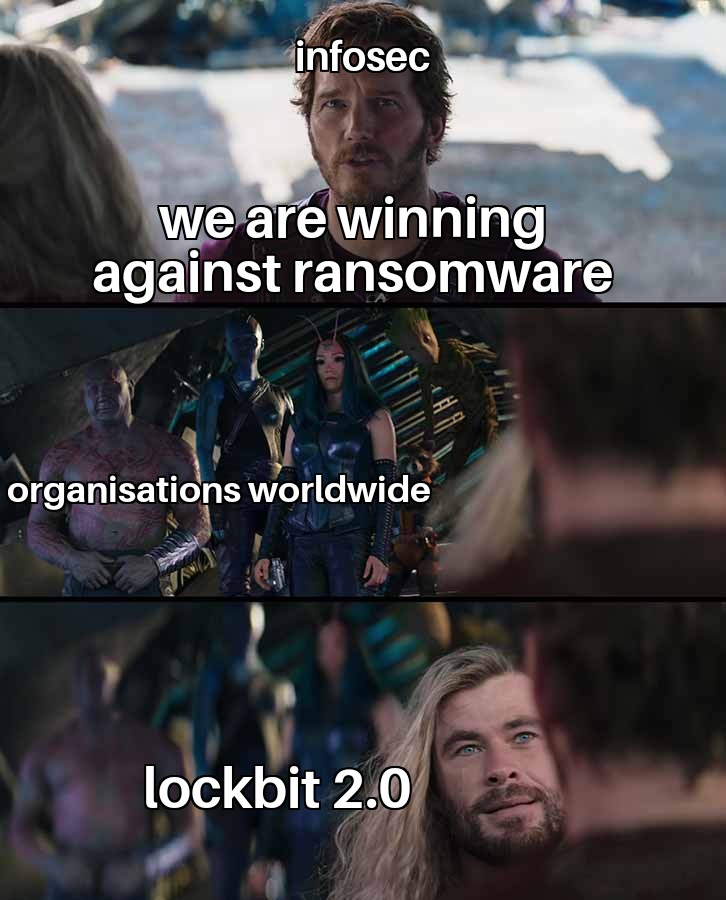 infosec
we are winning
against ransomware
organisations worldwide
lockbit 2.0